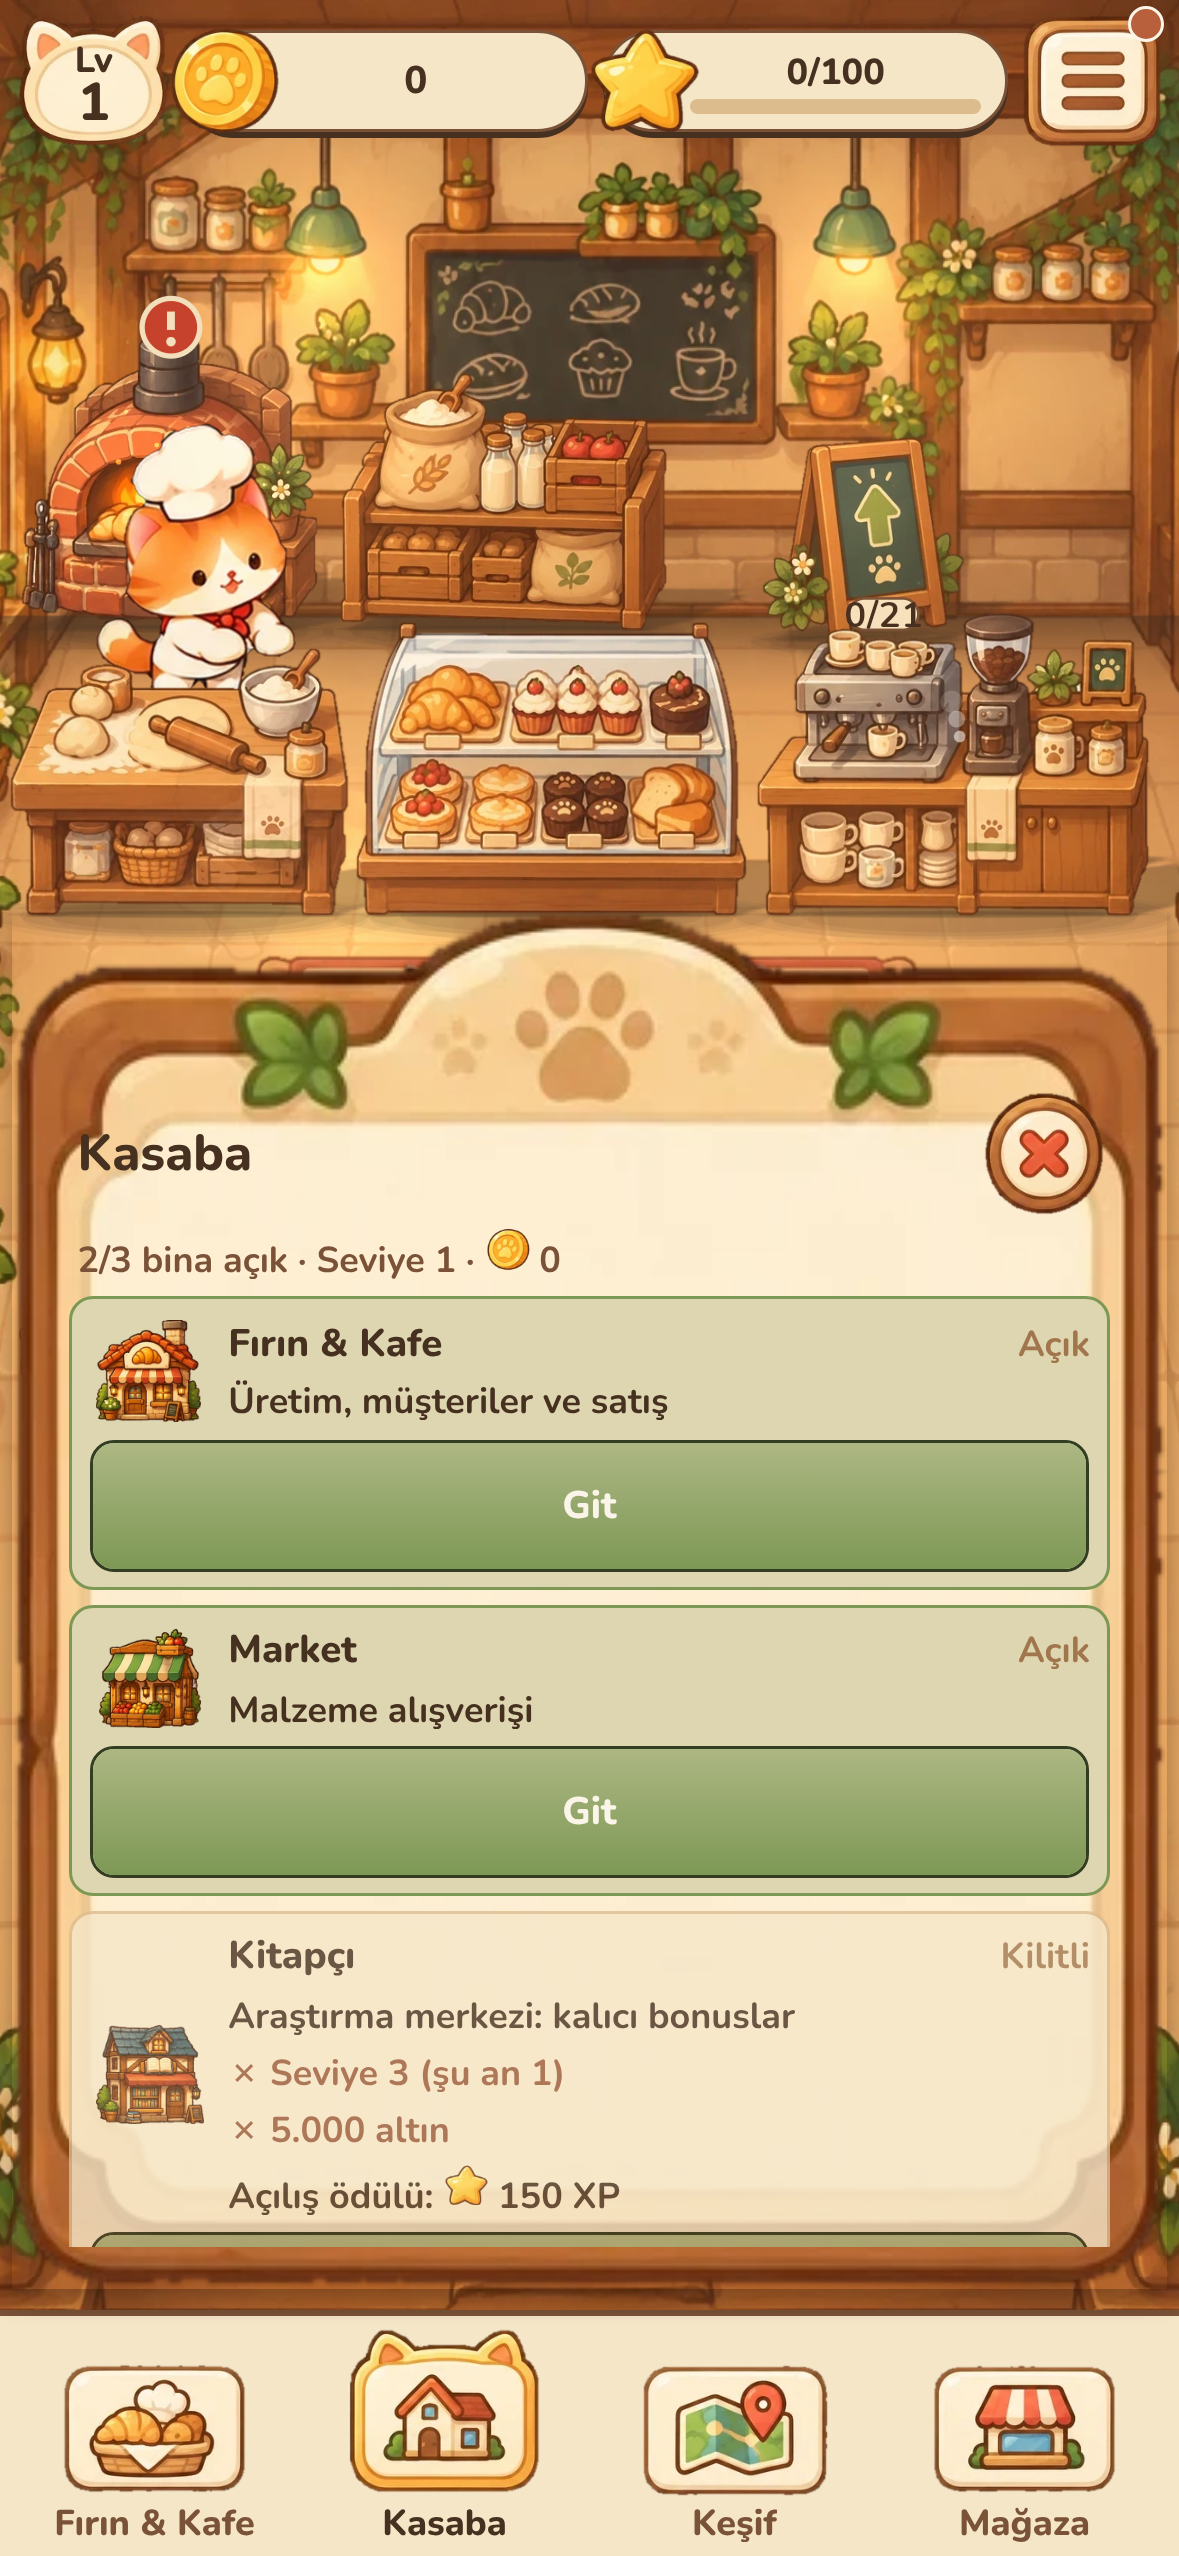 Lv
1
0
0/100
0/21
Kasaba
2/3 bina açık · Seviye 1 · 0
Fırın & Kafe
Açık
Üretim, müşteriler ve satış
Git
Market
Açık
Malzeme alışverişi
Git
Kitapçı
Kilitli
Araştırma merkezi: kalıcı bonuslar
× Seviye 3 (şu an 1)
× 5.000 altın
Açılış ödülü: 150 XP
Fırın & Kafe
Kasaba
Keşif
Mağaza